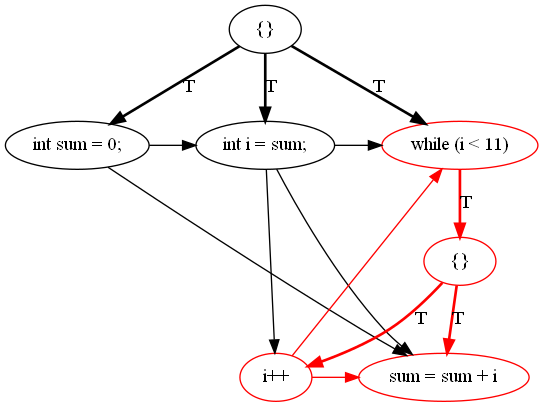 {}
T
T
T
int sum = 0;
int i = sum;
while (i < 11)
T
{}
T
T
i++
sum = sum + i